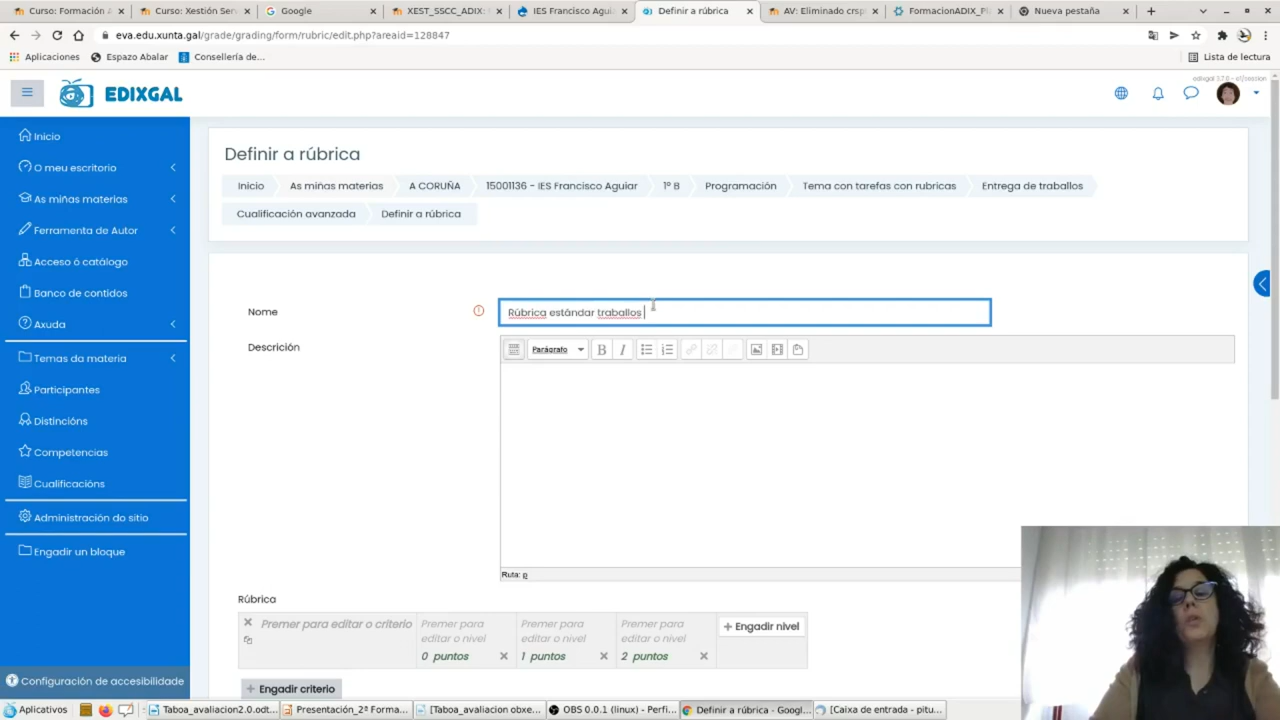 Curso: Formación A
Curso: Xestión Ser
Google
XEST_SSCC_ADIX:
IES Francisco Agui
Definir a rúbrica
AV: Eliminado crsp
FormacionADIX_Pl
Nueva pestaña
eva.edu.xunta.gal/grade/grading/form/rubric/edit.php?areaid=128847
Aplicaciones
Espazo Abalar
Consellería de...
Lista de lectura
EDIXGAL
Inicio
O meu escritorio
As miñas materias
Ferramenta de Autor
Acceso ó catálogo
Banco de contidos
Axuda
Temas da materia
Participantes
Distincións
Competencias
Cualificacións
Administración do sitio
Engadir un bloque
Configuración de accesibilidade
Definir a rúbrica
Inicio
As miñas materias
A CORUÑA
15001136 - IES Francisco Aguiar
1º B
Programación
Tema con tarefas con rubricas
Entrega de traballos
Cualificación avanzada
Definir a rúbrica
Nome
Rúbrica estándar traballos
Descrición
Parágrafo
Ruta: p
Rúbrica
Premer para editar o criterio
Premer para editar o nivel
0 puntos
Premer para editar o nivel
1 puntos
Premer para editar o nivel
2 puntos
+ Engadir nivel
+ Engadir criterio
Aplicativos
Taboa_avaliacion2.0.odt...
Presentación_2ª Forma...
[Taboa_avaliacion obxe...
OBS 0.0.1 (linux) - Perfi...
Definir a rúbrica - Googl...
[Caixa de entrada - pitu...